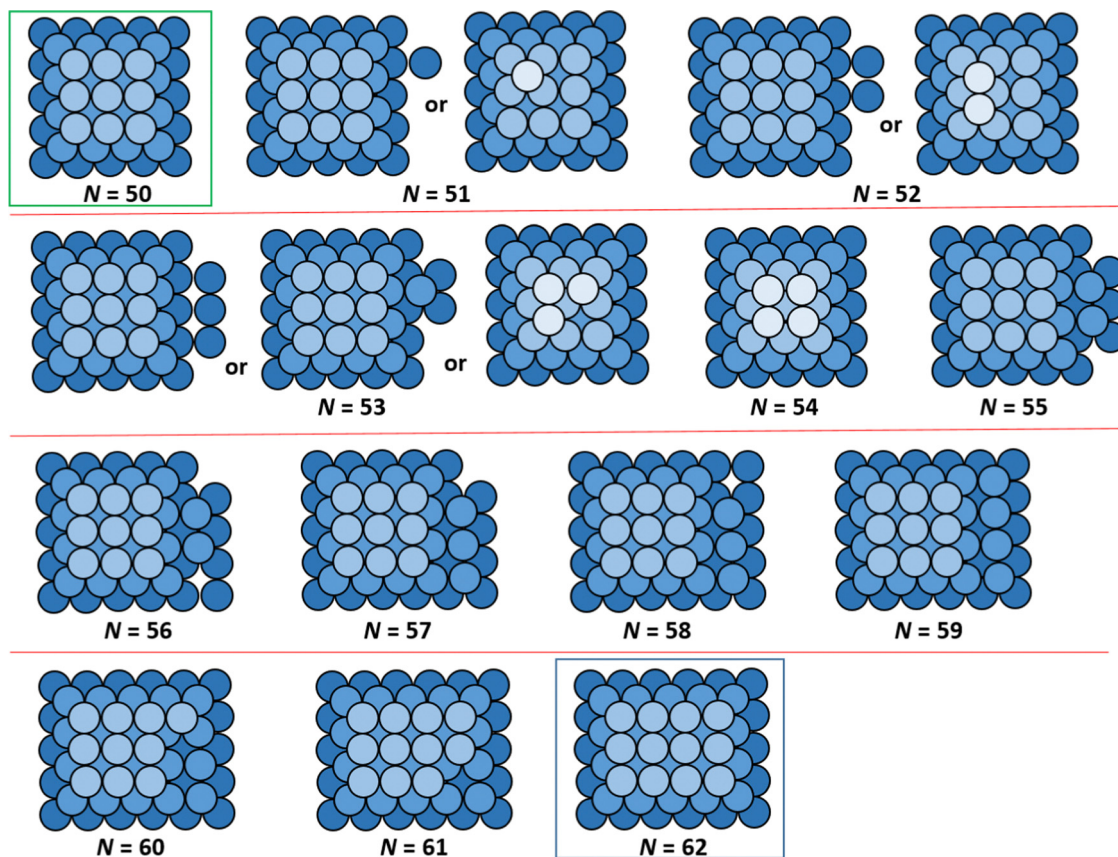 or
or
N = 50
N = 51
N = 52
or
or
N = 53
N = 54
N = 55
N = 56
N = 57
N = 58
N = 59
N = 60
N = 61
N = 62